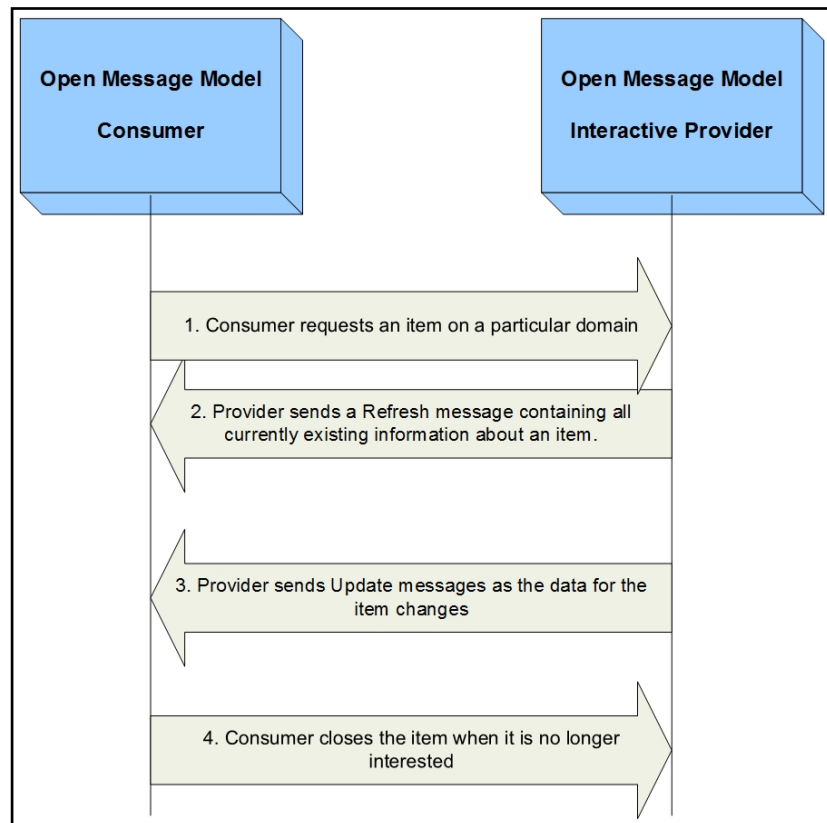 Open Message Model
Consumer
Open Message Model
Interactive Provider
1. Consumer requests an item on a particular domain
2. Provider sends a Refresh message containing all
currently existing information about an item.
3. Provider sends Update messages as the data for the
item changes
4. Consumer closes the item when it is no longer
interested